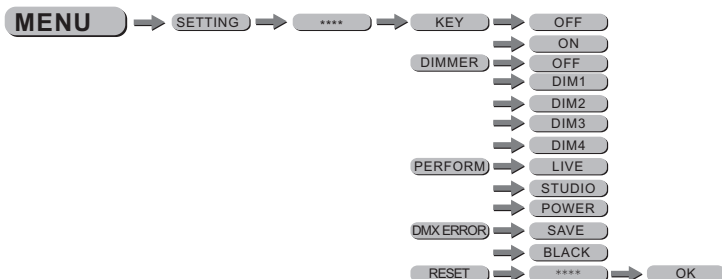 MENU SETTING **** KEY OFF
ON
DIMMER OFF
DIM1
DIM2
DIM3
DIM4
PERFORM LIVE
STUDIO
POWER
DMX ERROR SAVE
BLACK
RESET **** OK